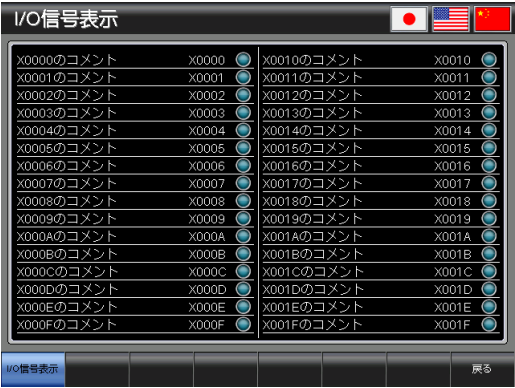 I/O信号表示
X0000のコメント X0000 X0010のコメント X0010
X0001のコメント X0001 X0011のコメント X0011
X0002のコメント X0002 X0012のコメント X0012
X0003のコメント X0003 X0013のコメント X0013
X0004のコメント X0004 X0014のコメント X0014
X0005のコメント X0005 X0015のコメント X0015
X0006のコメント X0006 X0016のコメント X0016
X0007のコメント X0007 X0017のコメント X0017
X0008のコメント X0008 X0018のコメント X0018
X0009のコメント X0009 X0019のコメント X0019
X000Aのコメント X000A X001Aのコメント X001A
X000Bのコメント X000B X001Bのコメント X001B
X000Cのコメント X000C X001Cのコメント X001C
X000Dのコメント X000D X001Dのコメント X001D
X000Eのコメント X000E X001Eのコメント X001E
X000Fのコメント X000F X001Fのコメント X001F
I/O信号表示 戻る